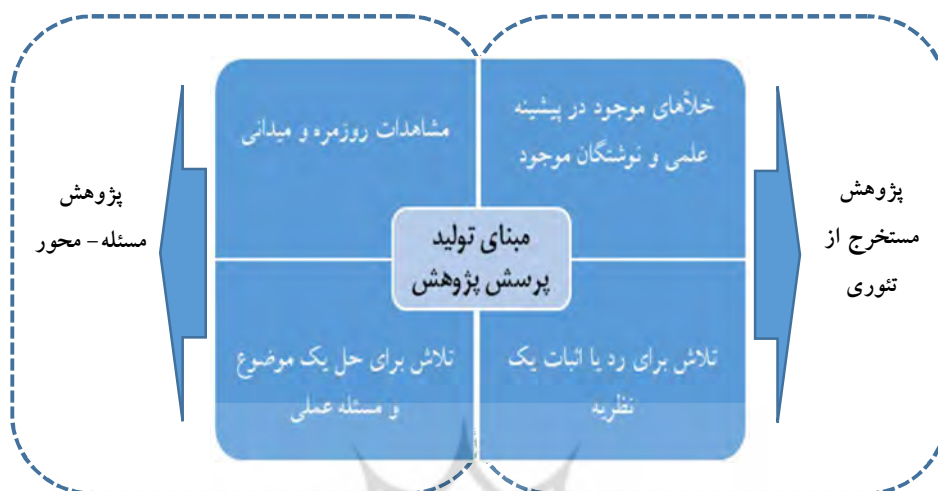 خلأهای موجود در پیشینه
علمی و نوشتگان موجود
مشاهدات روزمره و میدانی
پژوهش
مستخرج از
تئوری
مبنای تولید
پرسش پژوهش
پژوهش
مسئله- محور
تلاش برای رد یا اثبات یک
نظریه
تلاش برای حل یک موضوع
و مسئله عملی